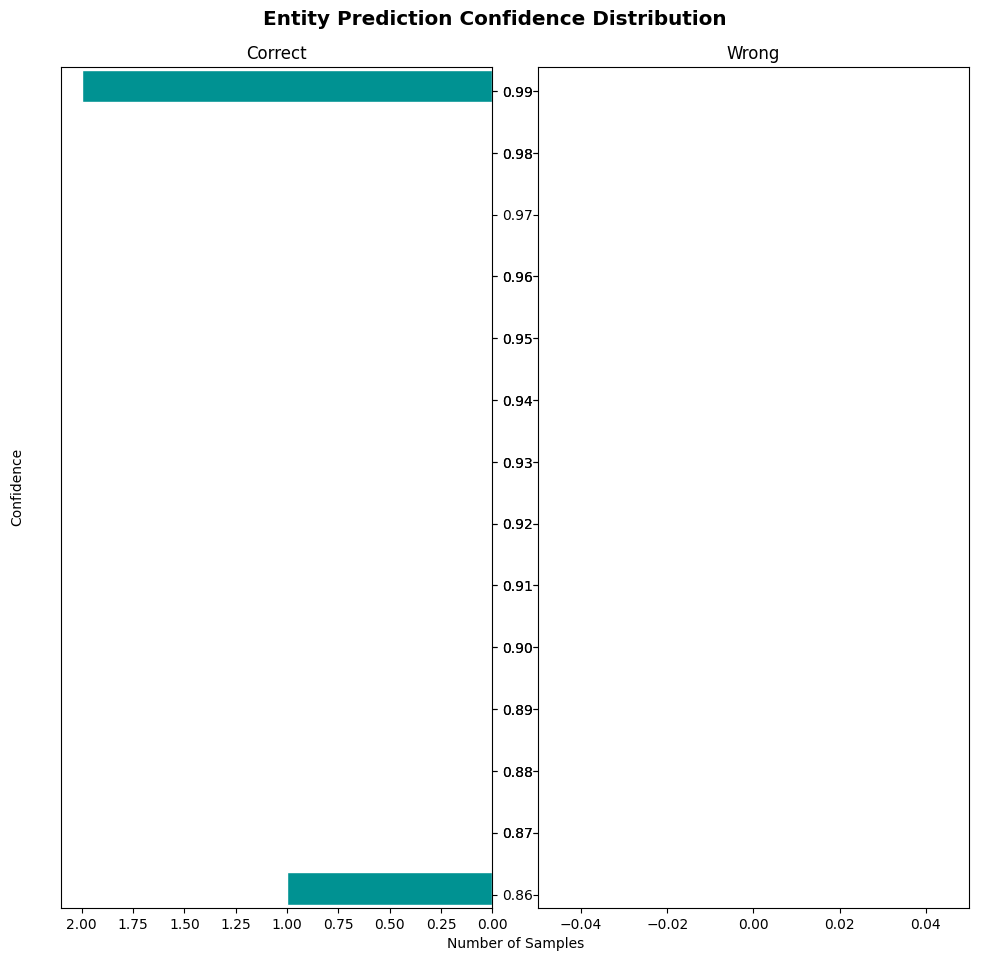 Entity Prediction Confidence Distribution
Correct
Wrong
0.99
0.98
0.97
0.96
0.95
0.94
0.93
0.92
0.91
0.90
0.89
0.88
0.87
0.86
Confidence
2.00 1.75 1.50 1.25 1.00 0.75 0.50 0.25 0.00
−0.04 −0.02 0.00 0.02 0.04
Number of Samples